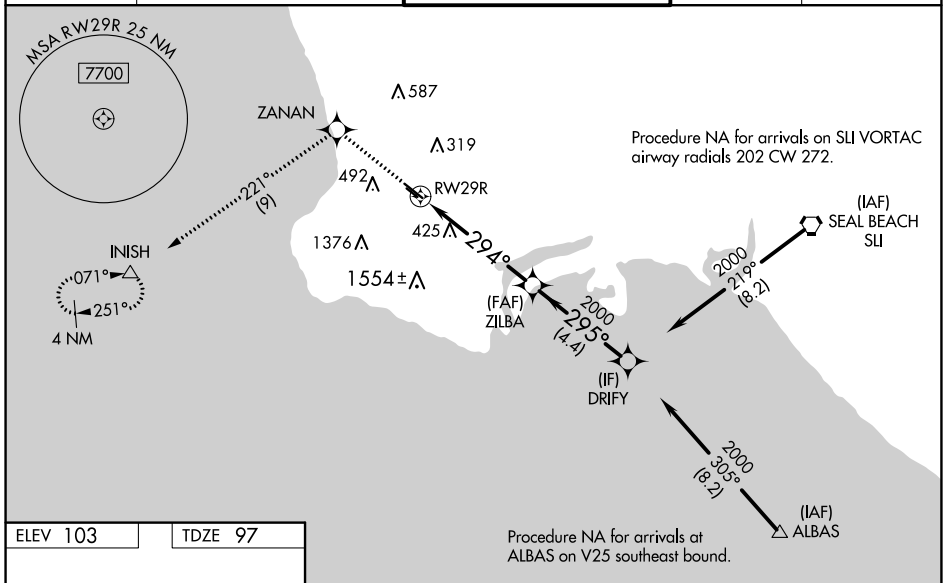 MSA RW29R 25 NM
7700
ZANAN
587
319
492
RW29R
425
221°
(9)
INISH
071°
251°
4 NM
1376
1554±
294°
(FAF)
ZILBA
2000
295°
(4.4)
(IF)
DRIFY
Procedure NA for arrivals on SLI VORTAC
airway radials 202 CW 272.
(IAF)
SEAL BEACH
SLI
2000
219°
(8.2)
2000
305°
(8.2)
(IAF)
ALBAS
Procedure NA for arrivals at
ALBAS on V25 southeast bound.
ELEV 103
TDZE 97